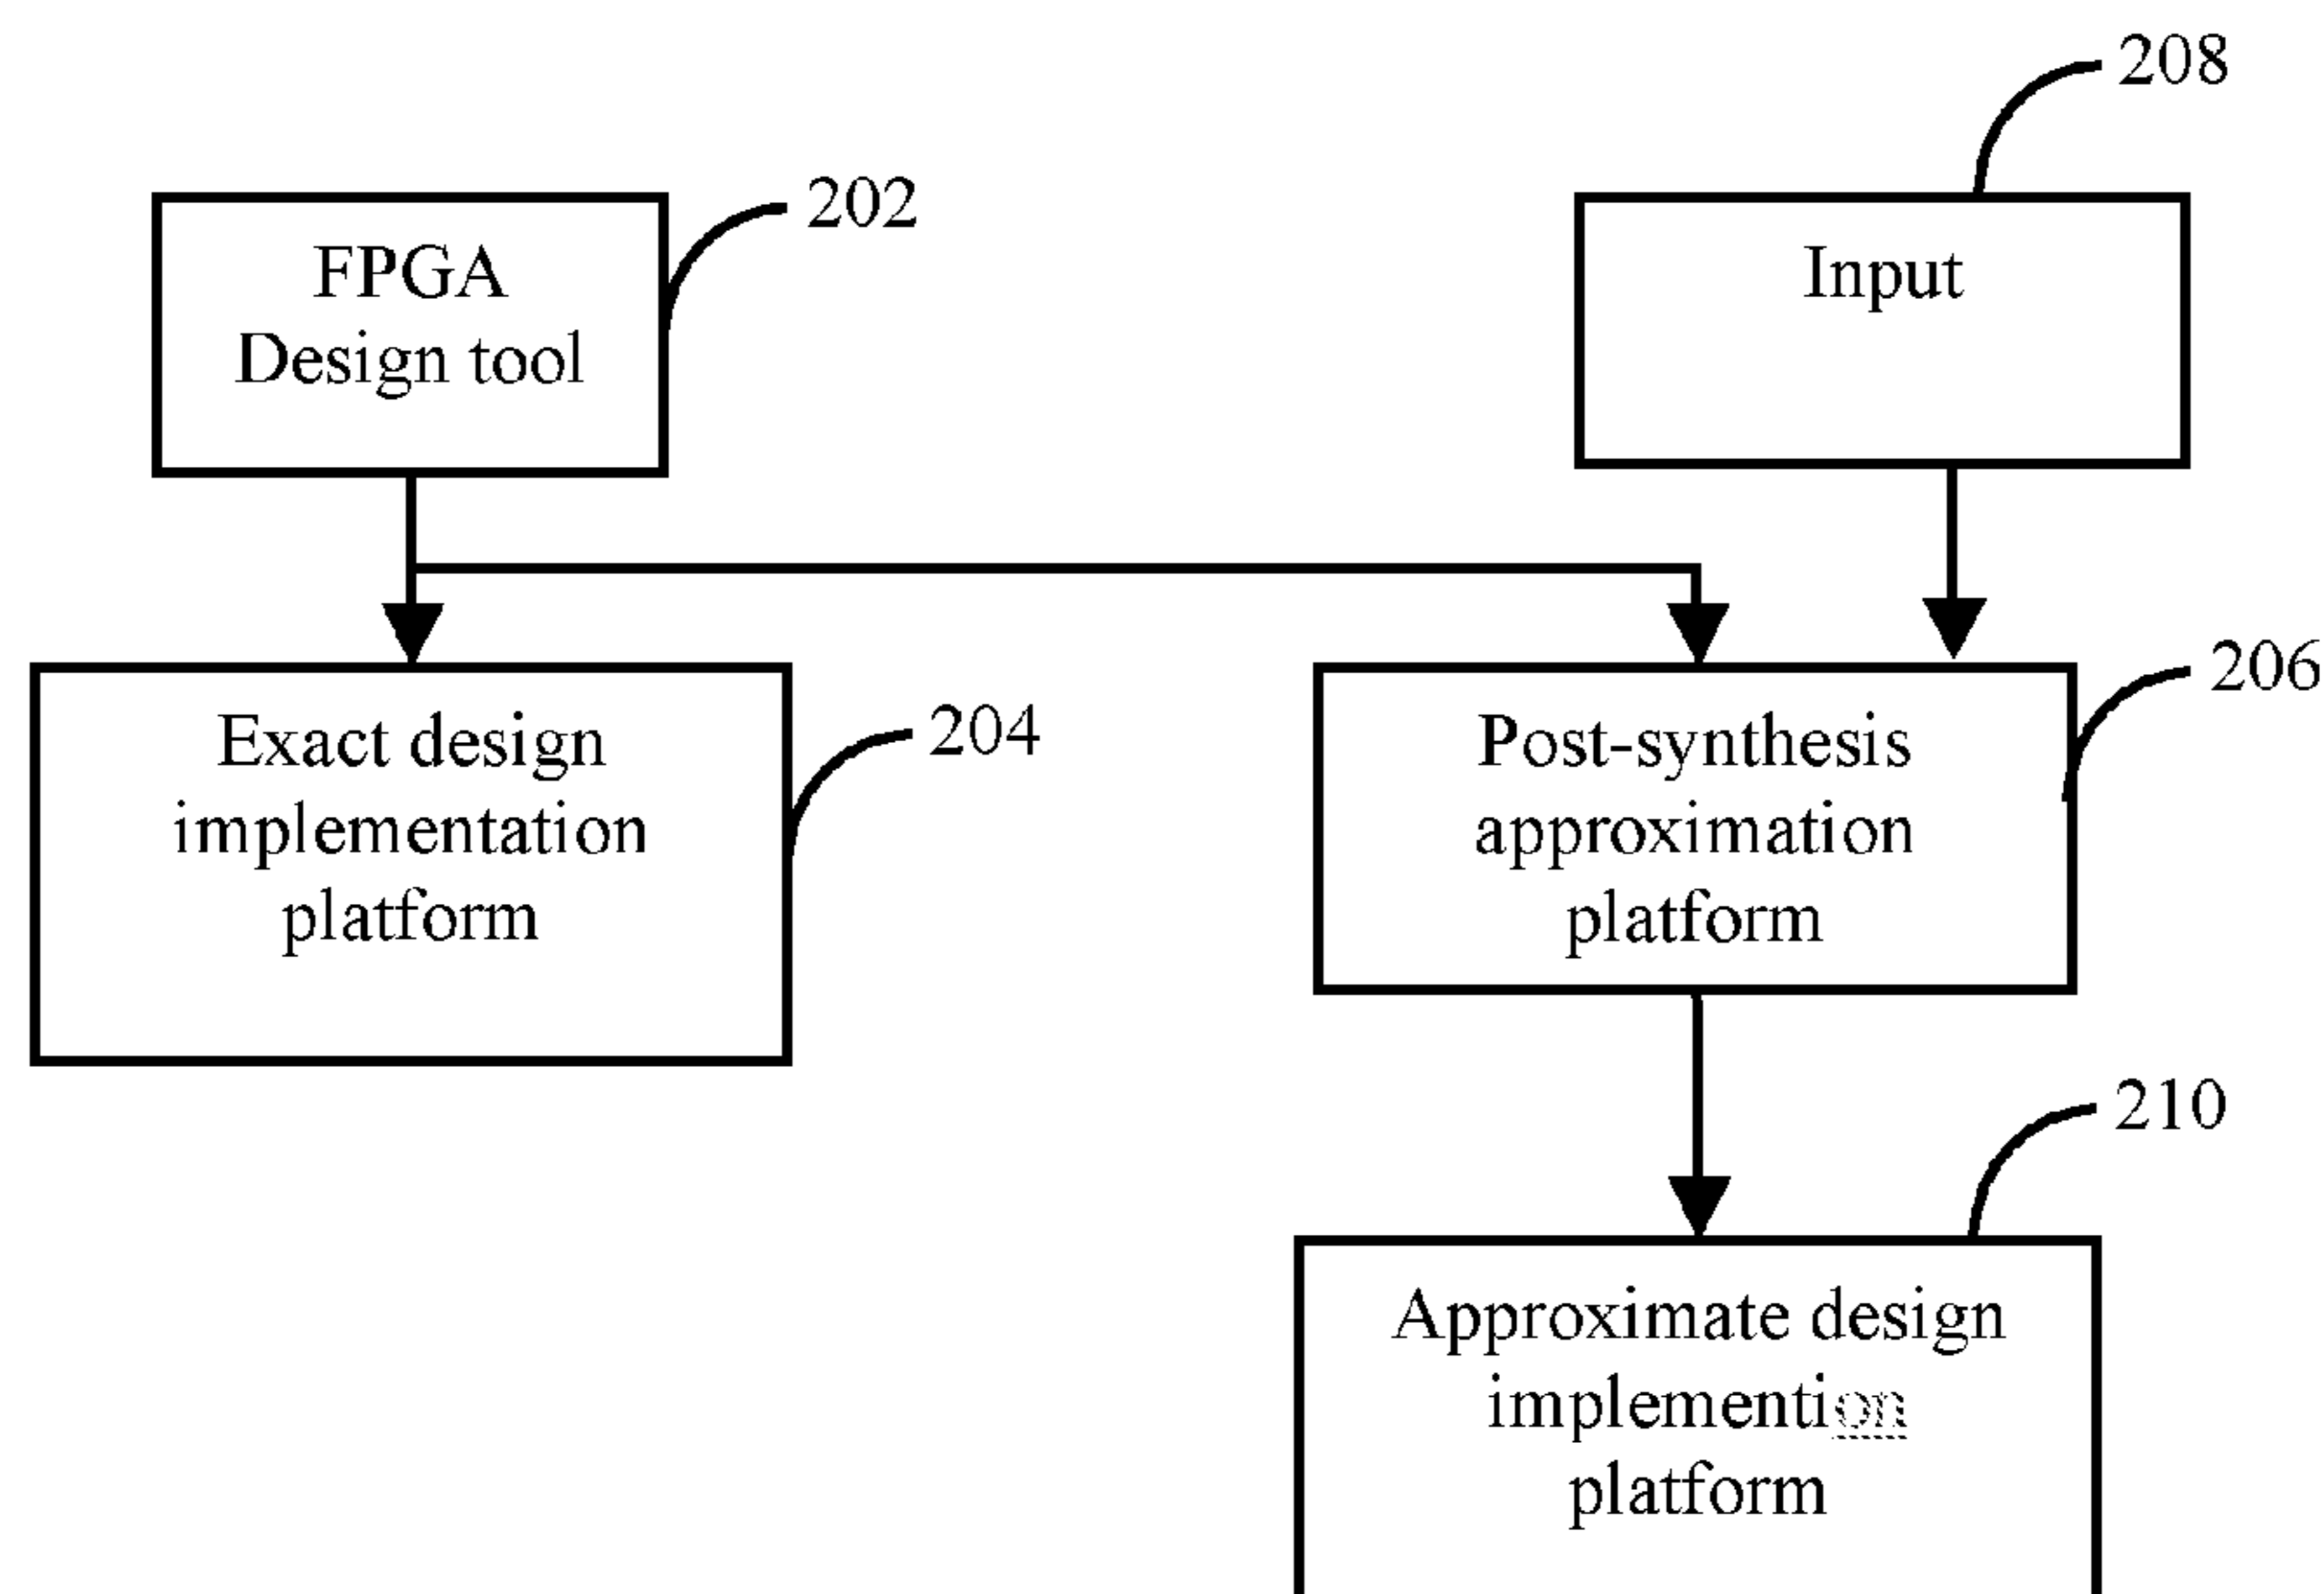 208
202
FPGA
Design tool
Input
206
204
Exact design
implementation
platform
Post-synthesis
approximation
platform
210
Approximate design
implemention
platform